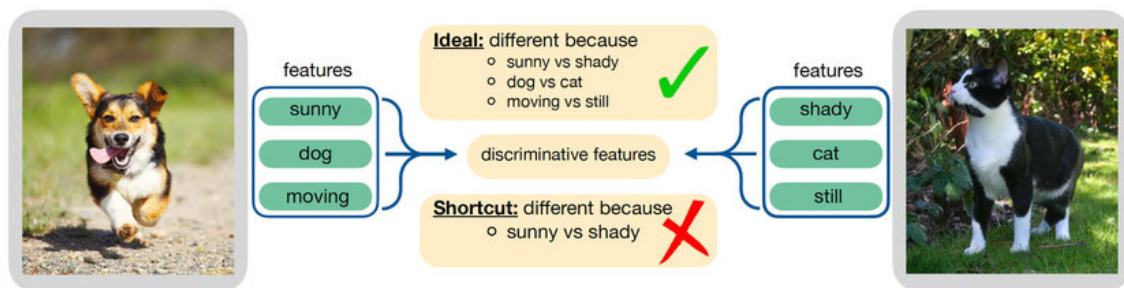 features
sunny
dog
moving
Ideal: different because
sunny vs shady
dog vs cat
moving vs still
discriminative features
Shortcut: different because
sunny vs shady
features
shady
cat
still